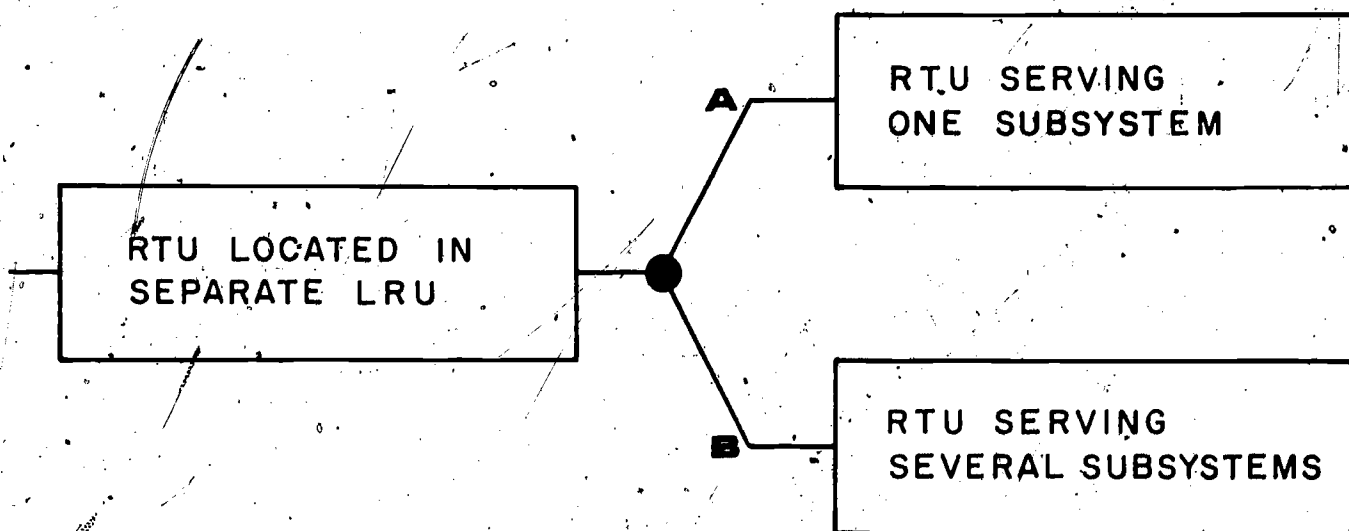 RTU LOCATED IN
SEPARATE LRU
A
RTU SERVING
ONE SUBSYSTEM
B
RTU SERVING
SEVERAL SUBSYSTEMS